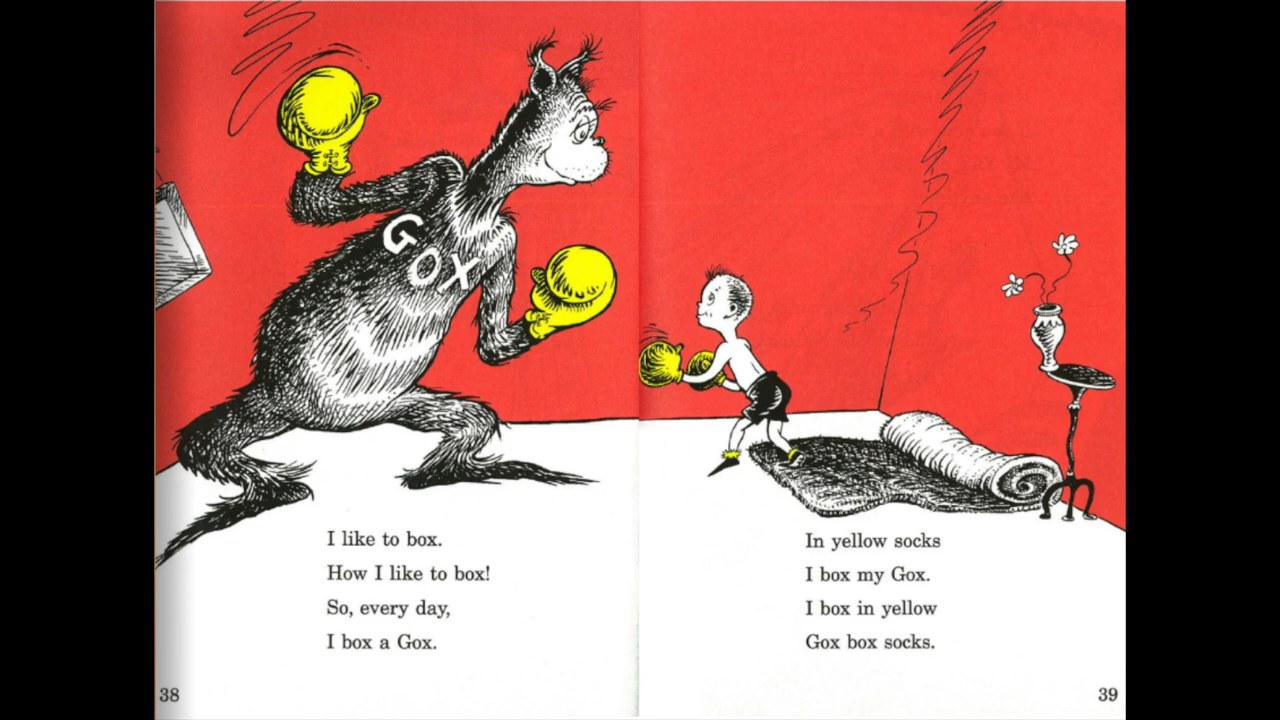 GOX
I like to box.
How I like to box!
So, every day,
I box a Gox.
38
In yellow socks
I box my Gox.
I box in yellow
Gox box socks.
39